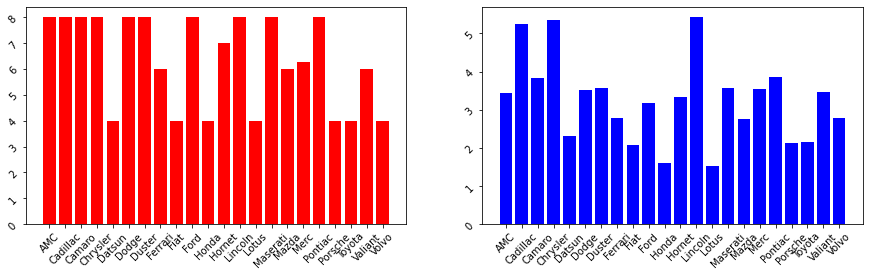 8
7
6
5
4
3
2
1
0
AMC
Cadillac
Camaro
Chrysler
Datsun
Dodge
Duster
Ferrari
Fiat
Ford
Honda
Hornet
Lincoln
Lotus
Maserati
Mazda
Merc
Pontiac
Porsche
Toyota
Valiant
Volvo
5
4
3
2
1
0
AMC
Cadillac
Camaro
Chrysler
Datsun
Dodge
Duster
Ferrari
Fiat
Ford
Honda
Hornet
Lincoln
Lotus
Maserati
Mazda
Merc
Pontiac
Porsche
Toyota
Valiant
Volvo